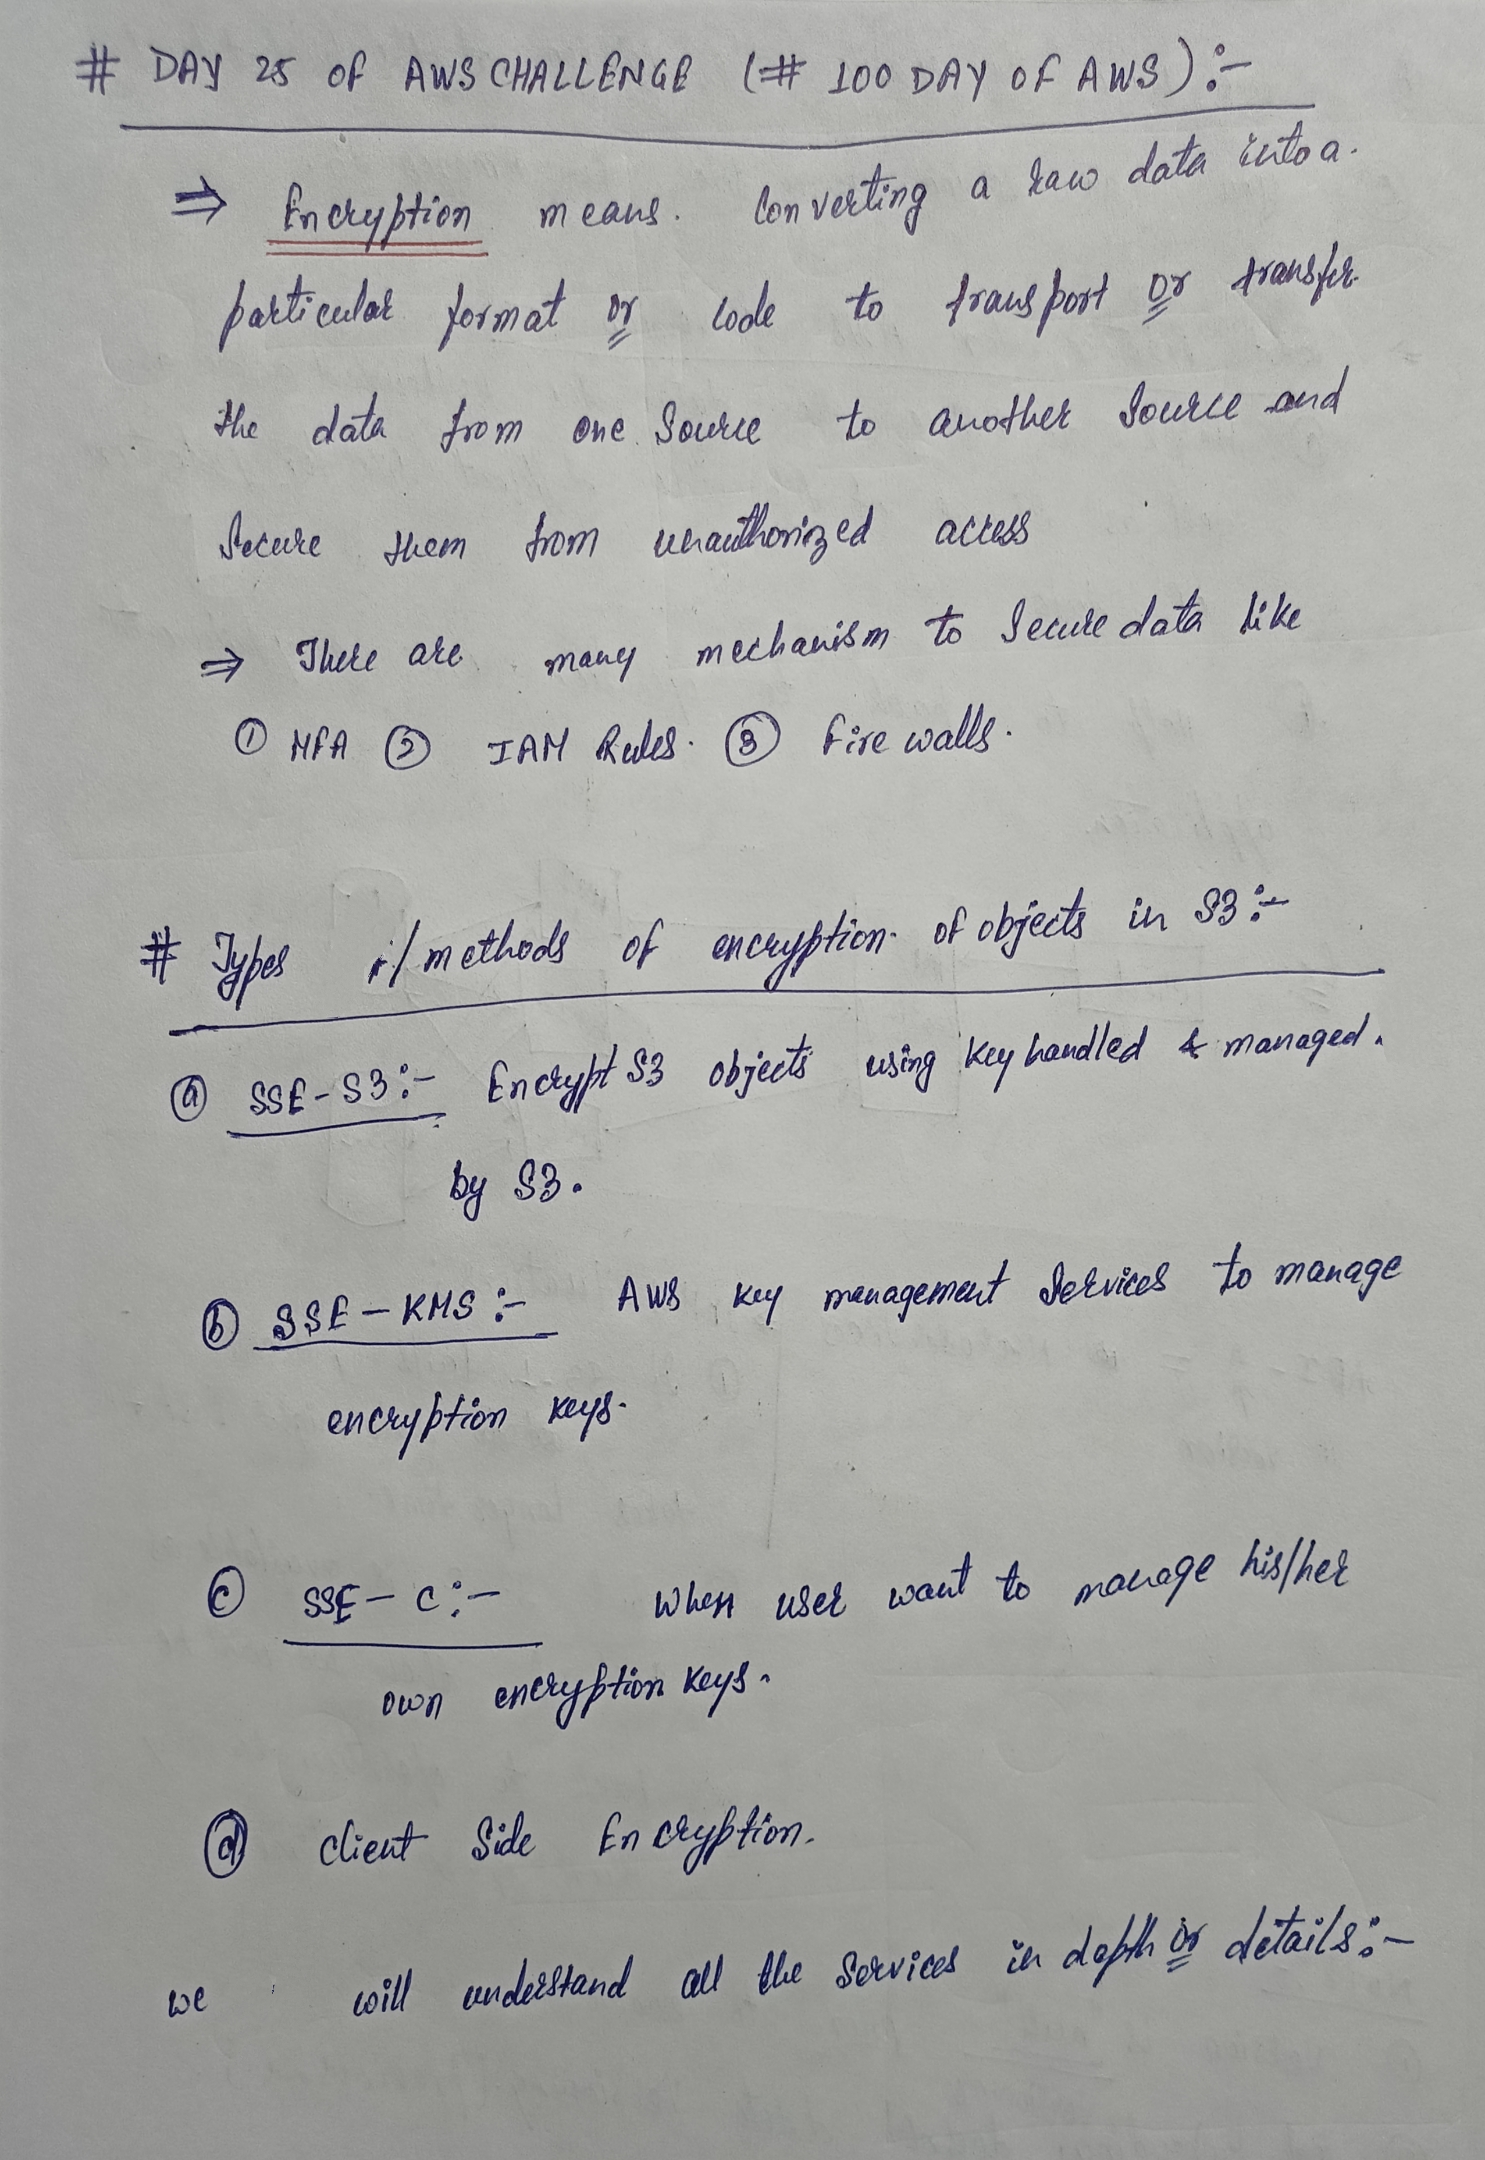 # DAY 25 OF AWS CHALLENGE (# 100 DAY OF AWS) :-
⇒ Encryption means. Converting a raw data into a.
particular format or code to transport or transfer.
the data from one Source to another Source and
Secure them from unauthorized access
⇒ There are many mechanism to Secure data like
① MFA ② IAM Rules. ③ Fire walls.
# Types / methods of encryption. of objects in S3 :-
ⓐ SSE-S3 :- Encrypt S3 objects using key handled & managed.
by S3.
ⓑ SSE-KMS :- AWS key management Services to manage
encryption keys.
ⓒ SSE-C :- When user want to manage his/her
own encryption keys.
ⓓ Client Side Encryption.
we will understand all the Services in depth or details :-